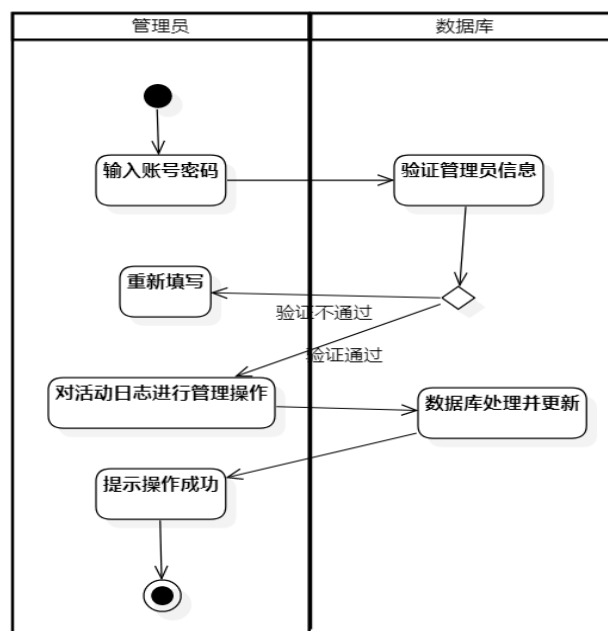 管理员
数据库
输入账号密码
验证管理员信息
重新填写
验证不通过
验证通过
对活动日志进行管理操作
数据库处理并更新
提示操作成功